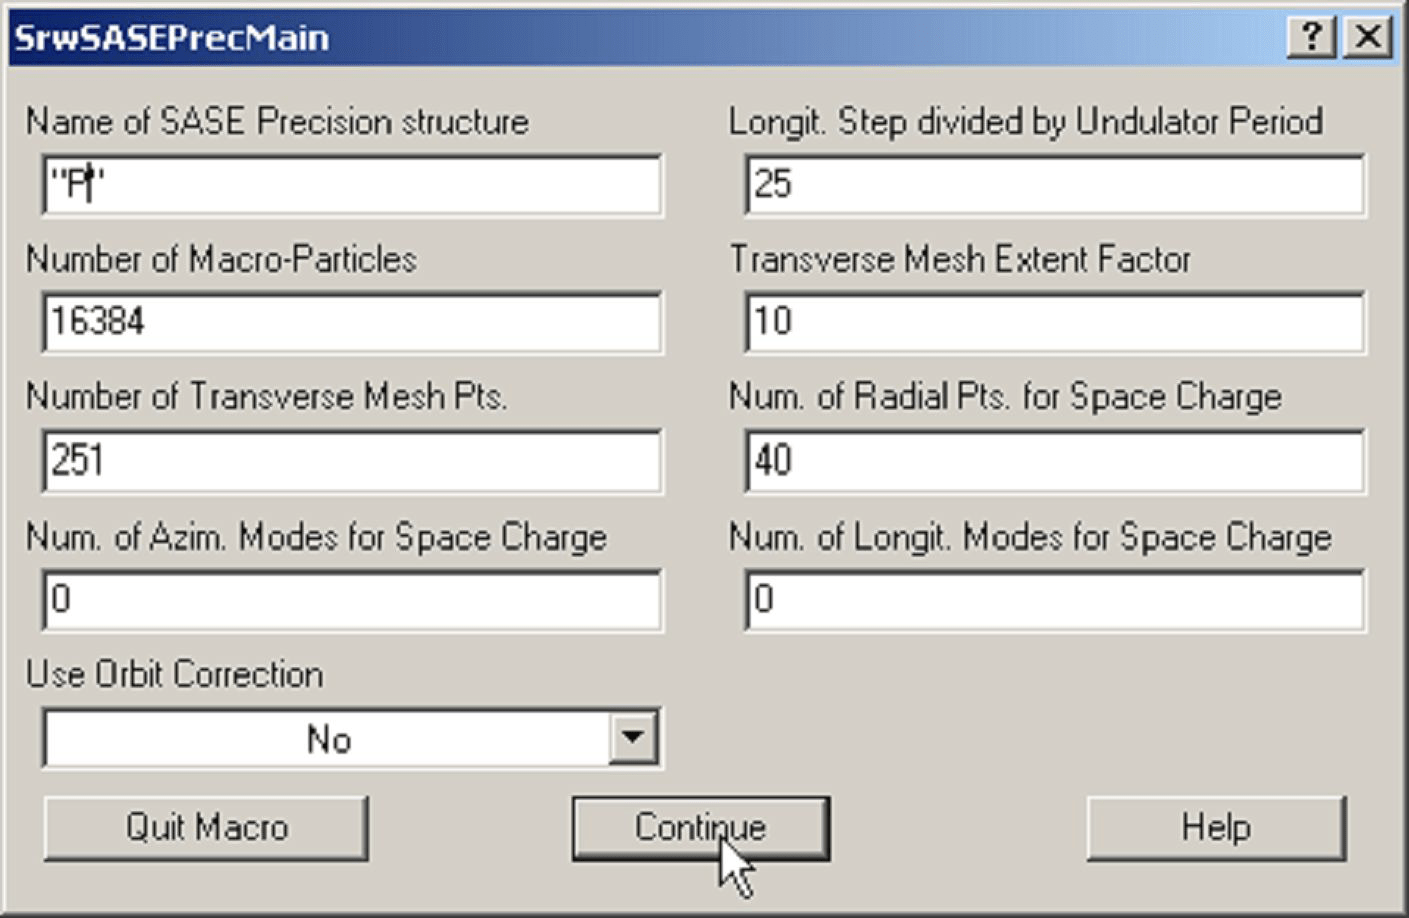 SrwSASEPrecMain
Name of SASE Precision structure
Longit. Step divided by Undulator Period
"P"
25
Number of Macro-Particles
Transverse Mesh Extent Factor
16384
10
Number of Transverse Mesh Pts.
Num. of Radial Pts. for Space Charge
251
40
Num. of Azim. Modes for Space Charge
Num. of Longit. Modes for Space Charge
0
0
Use Orbit Correction
No
Quit Macro
Continue
Help